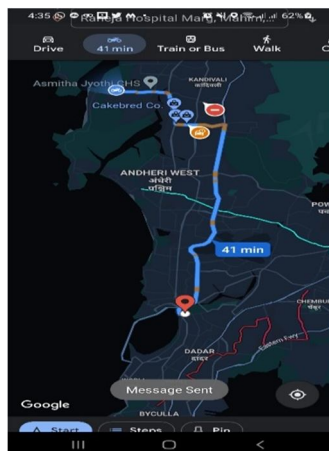 4:35
62%
Raheja Hospital Marg, Mahim,
Drive
41 min
Train or Bus
Walk
Asmitha Jyothi CHS
KANDIVALI
कांदिवली
Cakebred Co.
ANDHERI WEST
अंधेरी
पश्चिम
POW
41 min
CHEMBUR
DADAR
दादर
Eastern Fwy
Message Sent
Google
BYCULLA
Start
Steps
Pin